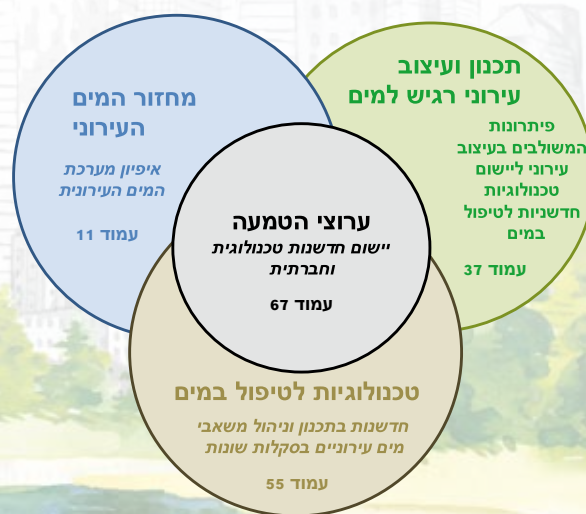 תכנון ועיצוב
עירוני רגיש למים
פיתרונות
המשולבים בעיצוב
עירוני ליישום
טכנולוגיות
חדשניות לטיפול
במים
עמוד 37
מחזור המים
העירוני
איפיון מערכת
המים העירונית
עמוד 11
ערוצי הטמעה
יישום חדשנות טכנולוגית
וחברתית
עמוד 67
טכנולוגיות לטיפול במים
חדשנות בתכנון וניהול משאבי
מים עירוניים בסקלות שונות
עמוד 55